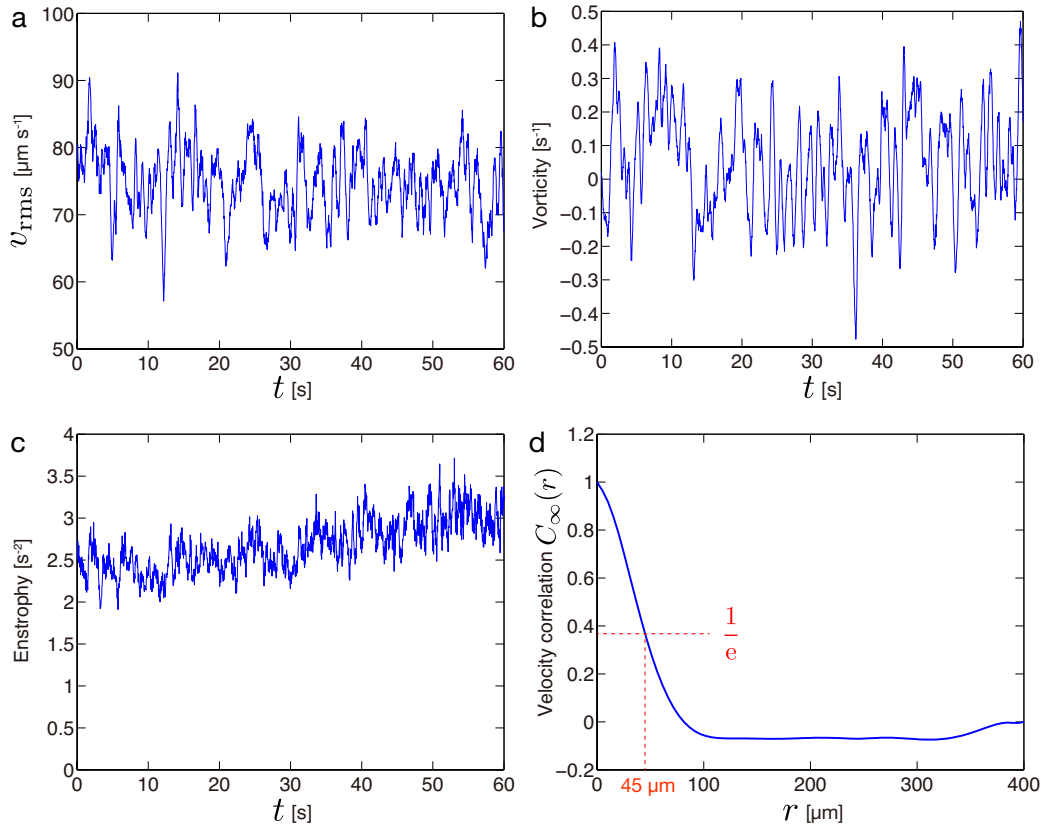 a
100
90
80
70
60
50
v_rms [µm s⁻¹]
0 10 20 30 40 50 60
t [s]
b
0.5
0.4
0.3
0.2
0.1
0
−0.1
−0.2
−0.3
−0.4
−0.5
Vorticity [s⁻¹]
0 10 20 30 40 50 60
t [s]
c
4
3.5
3
2.5
2
1.5
1
0.5
0
Enstrophy [s⁻²]
0 10 20 30 40 50 60
t [s]
d
1.2
1
0.8
0.6
0.4
0.2
0
−0.2
Velocity correlation C∞(r)
1
e
0 100 200 300 400
45 µm
r [µm]